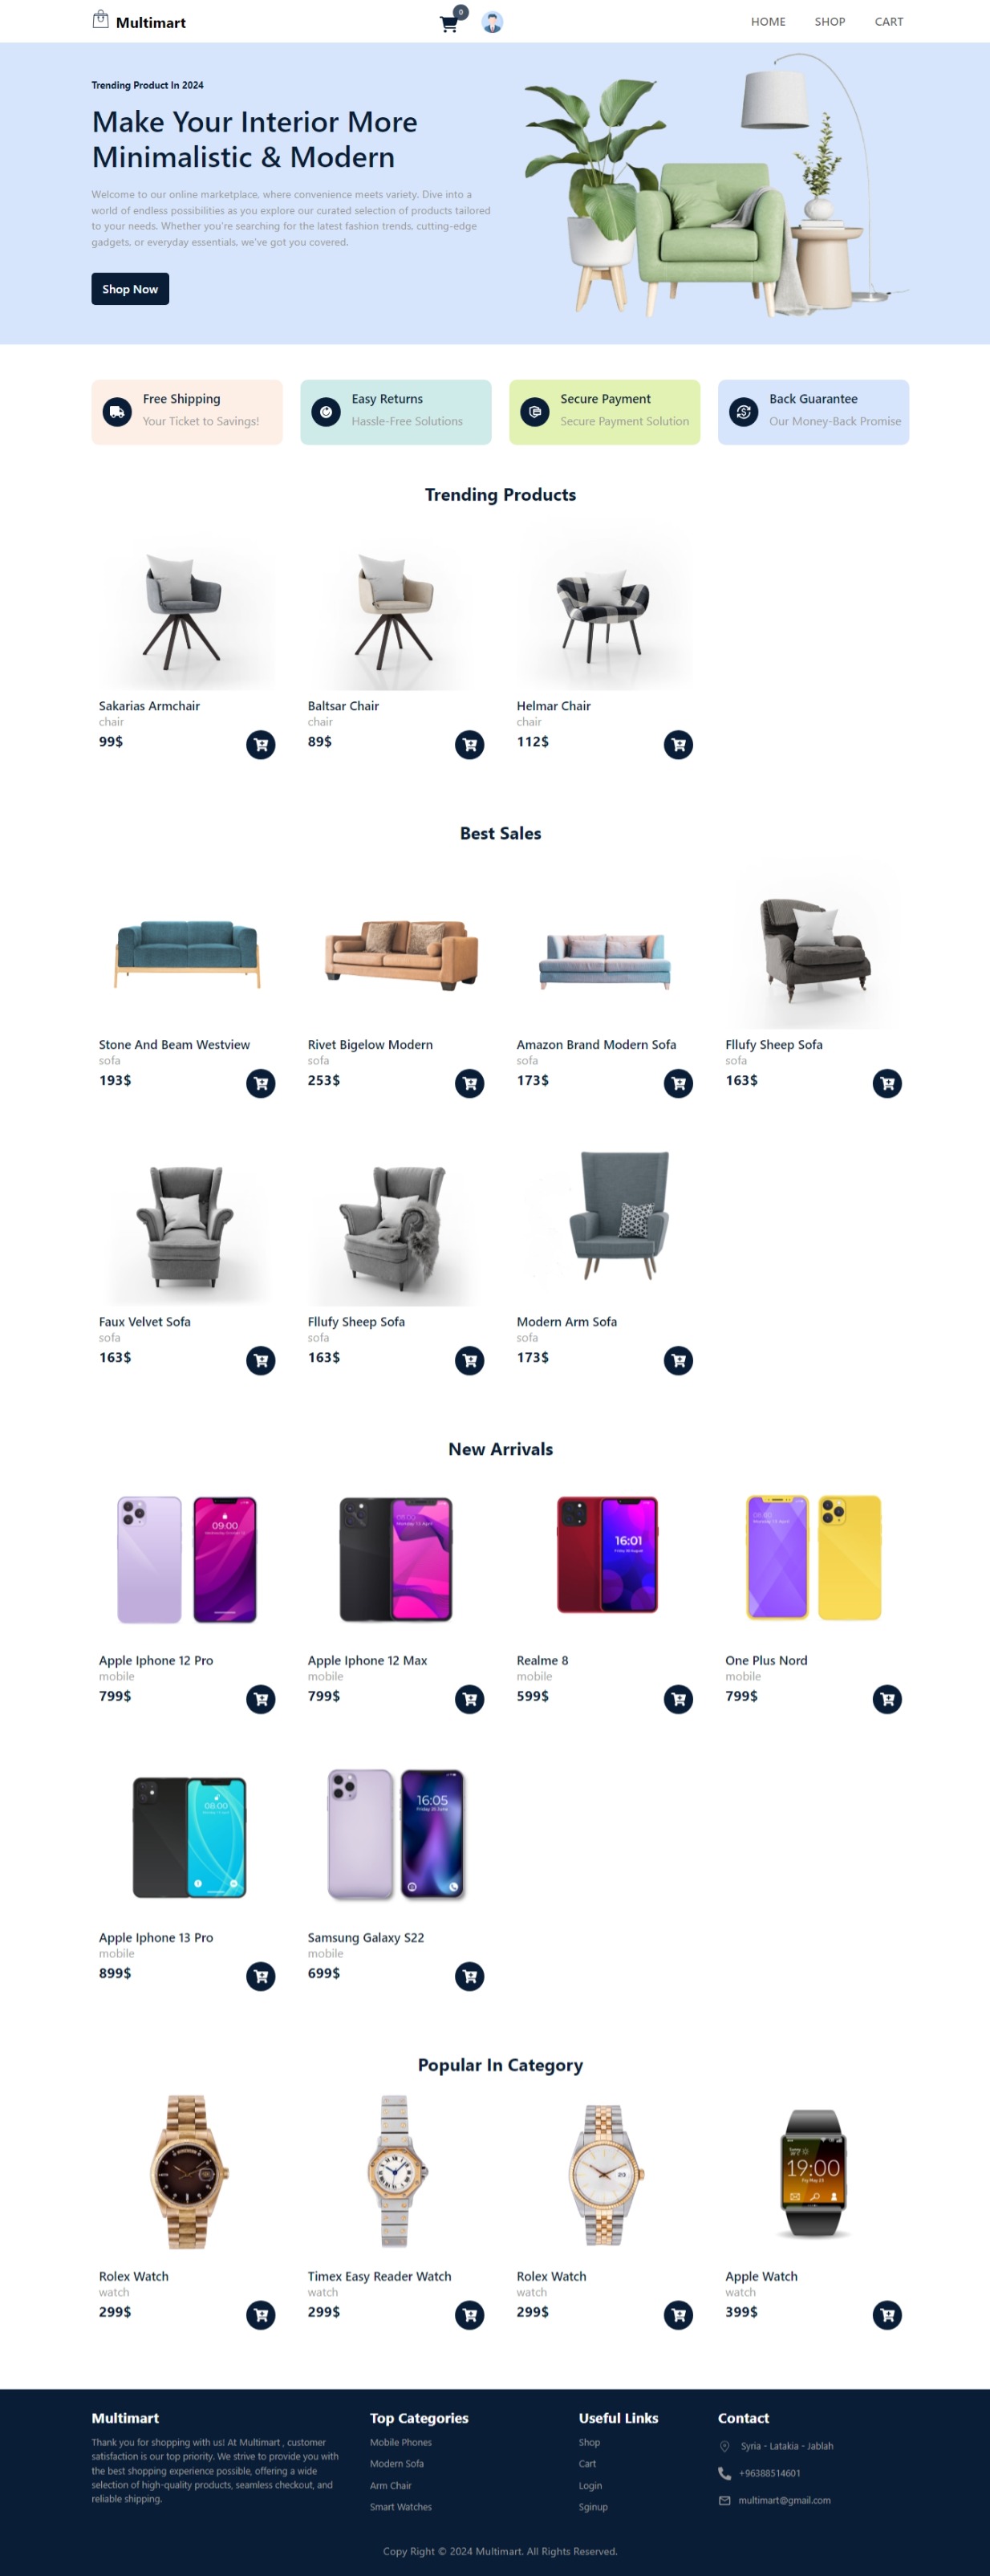 Multimart
0
HOME SHOP CART
Trending Product In 2024
Make Your Interior More
Minimalistic & Modern
Welcome to our online marketplace, where convenience meets variety. Dive into a
world of endless possibilities as you explore our curated selection of products tailored
to your needs. Whether you're searching for the latest fashion trends, cutting-edge
gadgets, or everyday essentials, we've got you covered.
Shop Now
Free Shipping
Your Ticket to Savings!
Easy Returns
Hassle-Free Solutions
Secure Payment
Secure Payment Solution
Back Guarantee
Our Money-Back Promise
Trending Products
Sakarias Armchair
chair
99$
Baltsar Chair
chair
89$
Helmar Chair
chair
112$
Best Sales
Stone And Beam Westview
sofa
193$
Rivet Bigelow Modern
sofa
253$
Amazon Brand Modern Sofa
sofa
173$
Fllufy Sheep Sofa
sofa
163$
Faux Velvet Sofa
sofa
163$
Fllufy Sheep Sofa
sofa
163$
Modern Arm Sofa
sofa
173$
New Arrivals
09:00
16:01
Apple Iphone 12 Pro
mobile
799$
Apple Iphone 12 Max
mobile
799$
Realme 8
mobile
599$
One Plus Nord
mobile
799$
08:00
16:05
Apple Iphone 13 Pro
mobile
899$
Samsung Galaxy S22
mobile
699$
Popular In Category
19:00
Rolex Watch
watch
299$
Timex Easy Reader Watch
watch
299$
Rolex Watch
watch
299$
Apple Watch
watch
399$
Multimart
Thank you for shopping with us! At Multimart , customer
satisfaction is our top priority. We strive to provide you with
the best shopping experience possible, offering a wide
selection of high-quality products, seamless checkout, and
reliable shipping.
Top Categories
Mobile Phones
Modern Sofa
Arm Chair
Smart Watches
Useful Links
Shop
Cart
Login
Sginup
Contact
Syria - Latakia - Jablah
+96388514601
multimart@gmail.com
Copy Right © 2024 Multimart. All Rights Reserved.